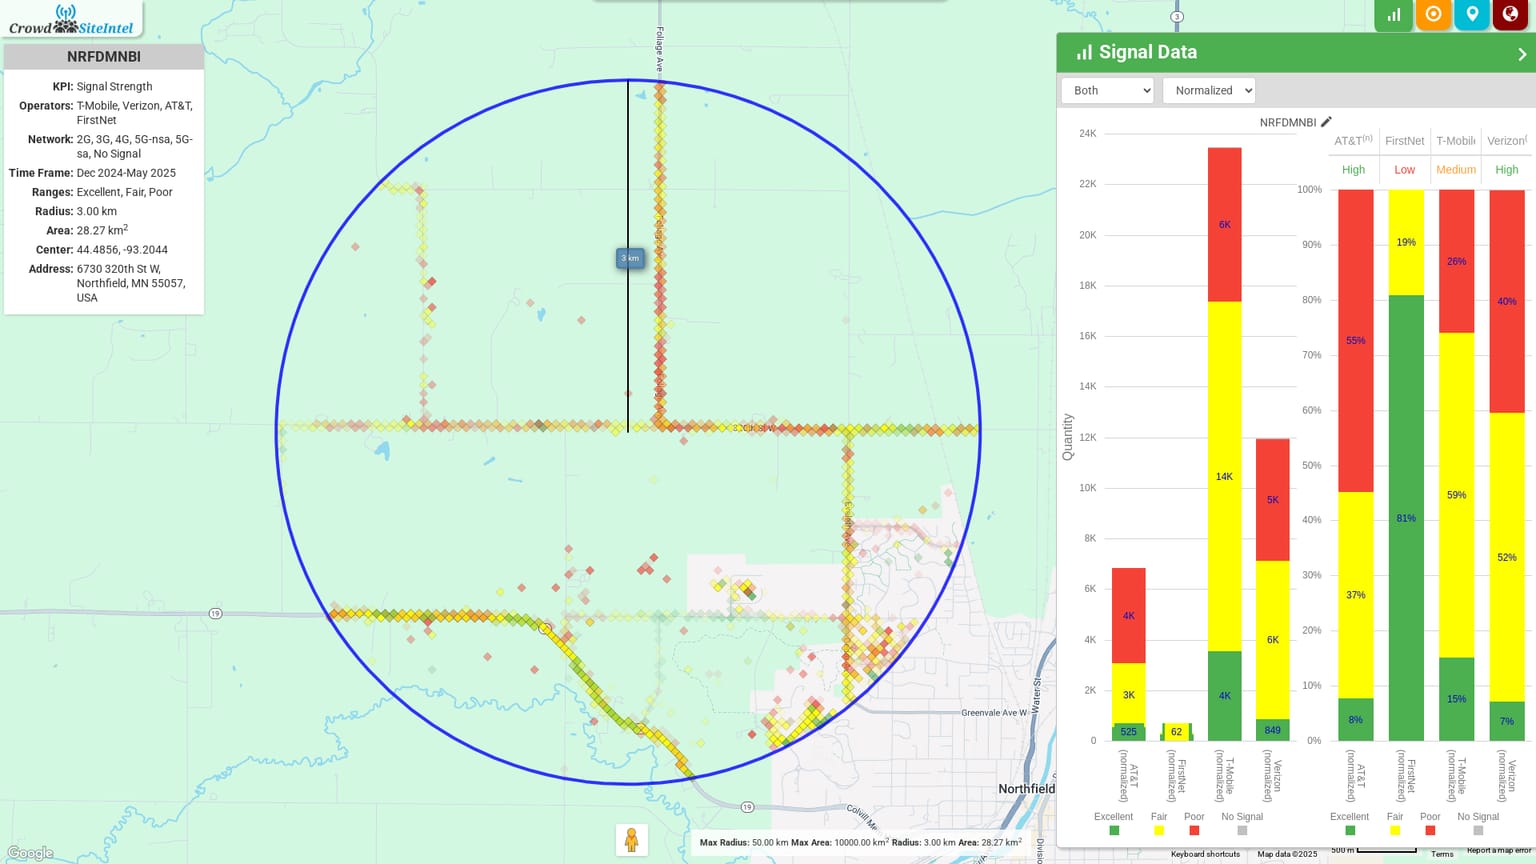 Crowd SiteIntel
NRFDMNBI
KPI: Signal Strength
Operators: T-Mobile, Verizon, AT&T,
FirstNet
Network: 2G, 3G, 4G, 5G-nsa, 5G-
sa, No Signal
Time Frame: Dec 2024-May 2025
Ranges: Excellent, Fair, Poor
Radius: 3.00 km
Area: 28.27 km2
Center: 44.4856, -93.2044
Address: 6730 320th St W,
Northfield, MN 55057,
USA
Foliage Ave
3
3 km
320th St W
19
19
Greenvale Ave W
Water St
Northfield
Google
Max Radius: 50.00 km Max Area: 10000.00 km2 Radius: 3.00 km Area: 28.27 km2
Signal Data
Both
Normalized
NRFDMNBI
Quantity
24K
22K
20K
18K
16K
14K
12K
10K
8K
6K
4K
2K
0
4K
3K
525
62
6K
14K
4K
5K
6K
849
AT&T (normalized)
FirstNet (normalized)
T-Mobile (normalized)
Verizon (normalized)
Excellent Fair Poor No Signal
AT&T(n) FirstNet T-Mobile Verizon(
High Low Medium High
100%
90%
80%
70%
60%
50%
40%
30%
20%
10%
0%
55%
37%
8%
19%
81%
26%
59%
15%
40%
52%
7%
AT&T (normalized)
FirstNet (normalized)
T-Mobile (normalized)
Verizon (normalized)
Excellent Fair Poor No Signal
Keyboard shortcuts Map data ©2025 500 m Terms Report a map error